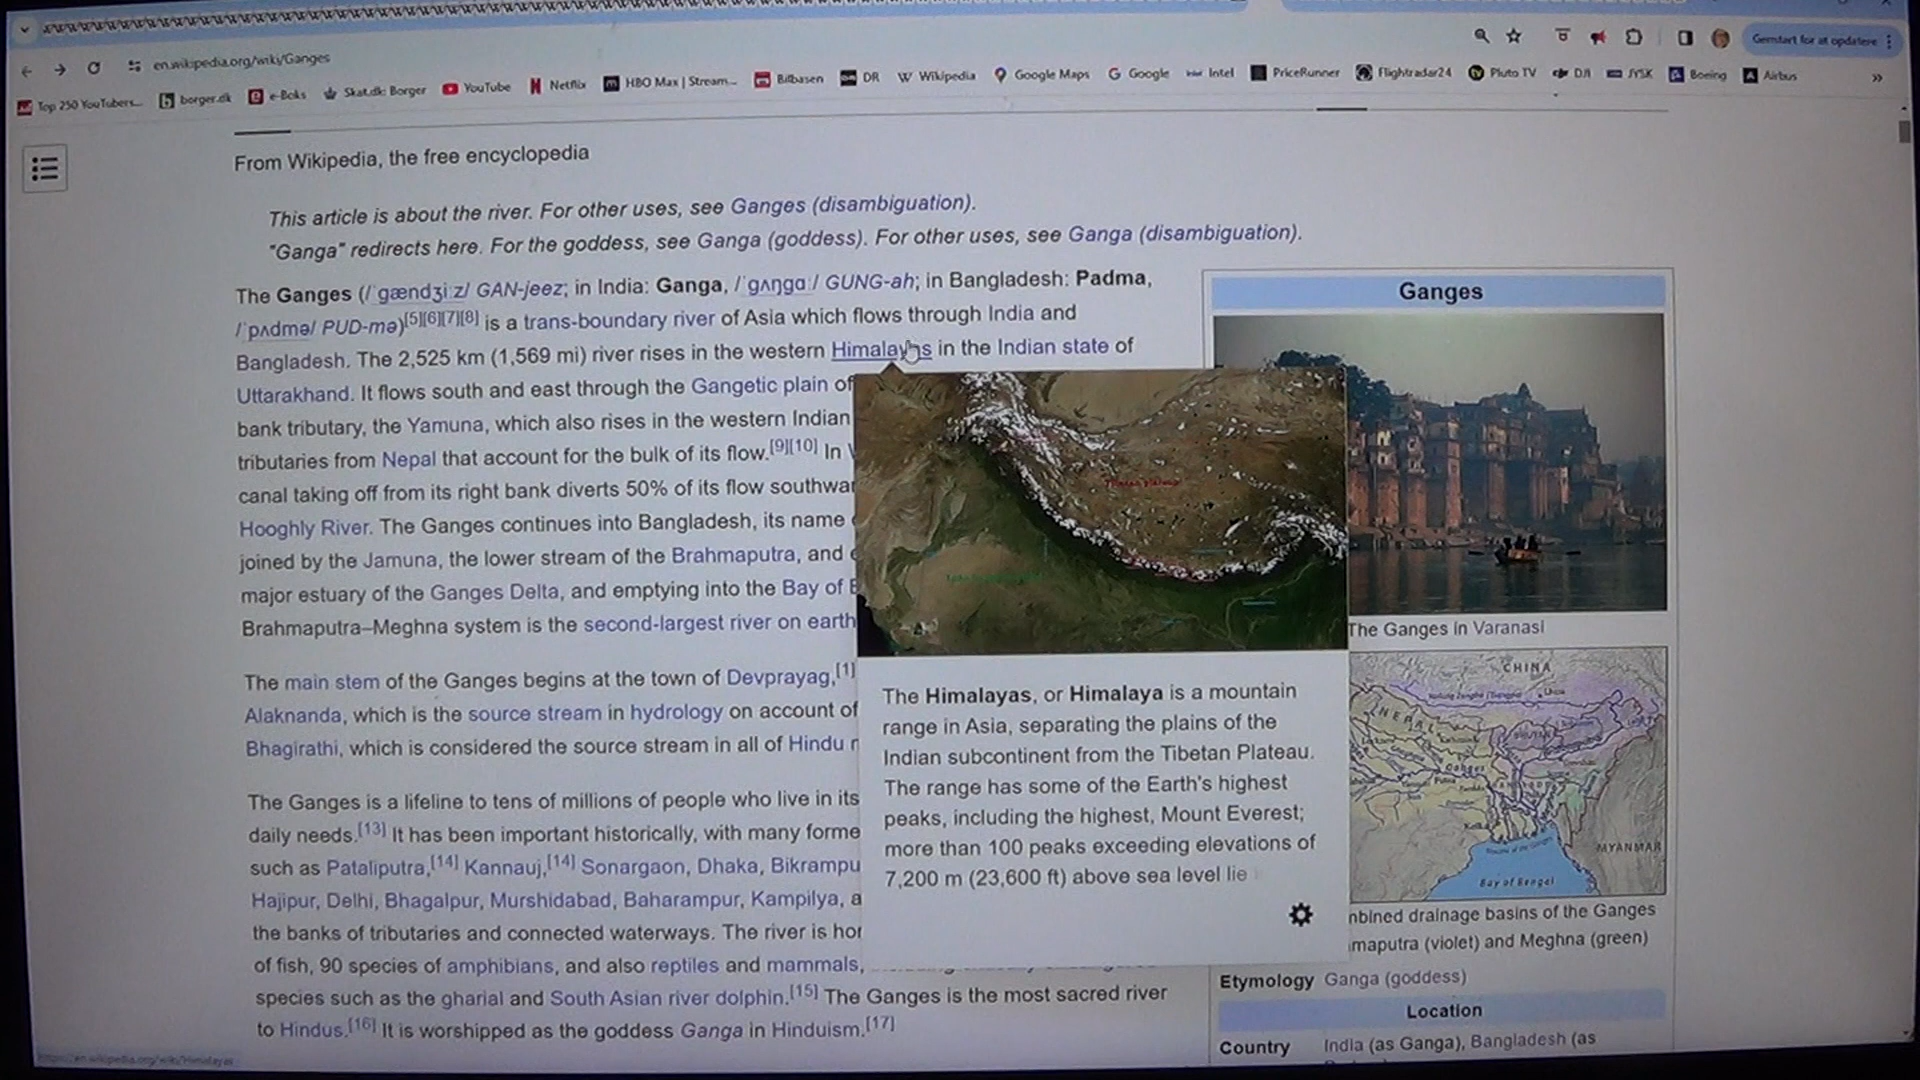 en.wikipedia.org/wiki/Ganges
Genstart for at opdatere
Top 250 YouTubers...
borger.dk
e-Boks
Skat.dk: Borger
YouTube
Netflix
HBO Max | Stream...
Bilbasen
DR
Wikipedia
Google Maps
Google
Intel
PriceRunner
Flightradar24
Pluto TV
DJI
JYSK
Boeing
Airbus
From Wikipedia, the free encyclopedia
This article is about the river. For other uses, see Ganges (disambiguation).
"Ganga" redirects here. For the goddess, see Ganga (goddess). For other uses, see Ganga (disambiguation).
The Ganges (/ˈɡændʒiːz/ GAN-jeez; in India: Ganga, /ˈɡʌŋɡɑː/ GUNG-ah; in Bangladesh: Padma,
/ˈpʌdmə/ PUD-mə)[5][6][7][8] is a trans-boundary river of Asia which flows through India and
Bangladesh. The 2,525 km (1,569 mi) river rises in the western Himalayas in the Indian state of
Uttarakhand. It flows south and east through the Gangetic plain of
bank tributary, the Yamuna, which also rises in the western Indian
tributaries from Nepal that account for the bulk of its flow.[9][10] In
canal taking off from its right bank diverts 50% of its flow southwar
Hooghly River. The Ganges continues into Bangladesh, its name
joined by the Jamuna, the lower stream of the Brahmaputra, and
major estuary of the Ganges Delta, and emptying into the Bay of
Brahmaputra–Meghna system is the second-largest river on earth
The main stem of the Ganges begins at the town of Devprayag,[1]
Alaknanda, which is the source stream in hydrology on account of
Bhagirathi, which is considered the source stream in all of Hindu
The Ganges is a lifeline to tens of millions of people who live in its
daily needs.[13] It has been important historically, with many forme
such as Pataliputra,[14] Kannauj,[14] Sonargaon, Dhaka, Bikrampu
Hajipur, Delhi, Bhagalpur, Murshidabad, Baharampur, Kampilya, a
the banks of tributaries and connected waterways. The river is hor
of fish, 90 species of amphibians, and also reptiles and mammals,
species such as the gharial and South Asian river dolphin.[15] The Ganges is the most sacred river
to Hindus.[16] It is worshipped as the goddess Ganga in Hinduism.[17]
Tibetan Plateau
The Himalayas, or Himalaya is a mountain
range in Asia, separating the plains of the
Indian subcontinent from the Tibetan Plateau.
The range has some of the Earth's highest
peaks, including the highest, Mount Everest;
more than 100 peaks exceeding elevations of
7,200 m (23,600 ft) above sea level lie
Ganges
The Ganges in Varanasi
CHINA
NEPAL
BHUTAN
Ganges
MYANMAR
Bay of Bengal
nbined drainage basins of the Ganges
maputra (violet) and Meghna (green)
Etymology Ganga (goddess)
Location
Country India (as Ganga), Bangladesh (as
https://en.wikipedia.org/wiki/Himalayas